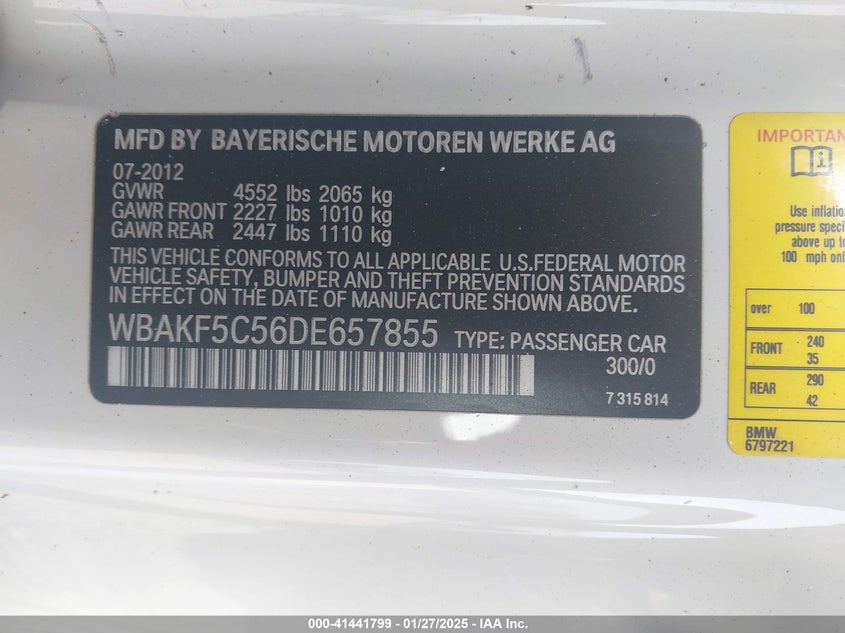 MFD BY BAYERISCHE MOTOREN WERKE AG
07-2012
GVWR 4552 lbs 2065 kg
GAWR FRONT 2227 lbs 1010 kg
GAWR REAR 2447 lbs 1110 kg
THIS VEHICLE CONFORMS TO ALL APPLICABLE U.S.FEDERAL MOTOR
VEHICLE SAFETY, BUMPER AND THEFT PREVENTION STANDARDS
IN EFFECT ON THE DATE OF MANUFACTURE SHOWN ABOVE.
WBAKF5C56DE657855 TYPE: PASSENGER CAR
300/0
7 315 814
IMPORTAN
i
Use inflatio
pressure speci
above up to
100 mph only
over 100
FRONT 240
35
REAR 290
42
BMW
6797221
000-41441799 - 01/27/2025 - IAA Inc.